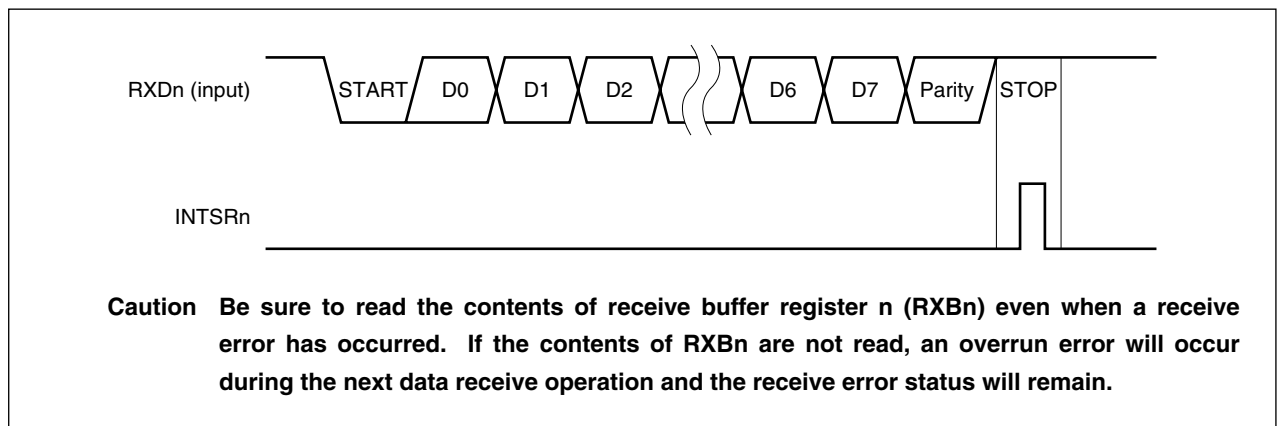 RXDn (input) START D0 D1 D2 D6 D7 Parity STOP
INTSRn
Caution Be sure to read the contents of receive buffer register n (RXBn) even when a receive
error has occurred. If the contents of RXBn are not read, an overrun error will occur
during the next data receive operation and the receive error status will remain.